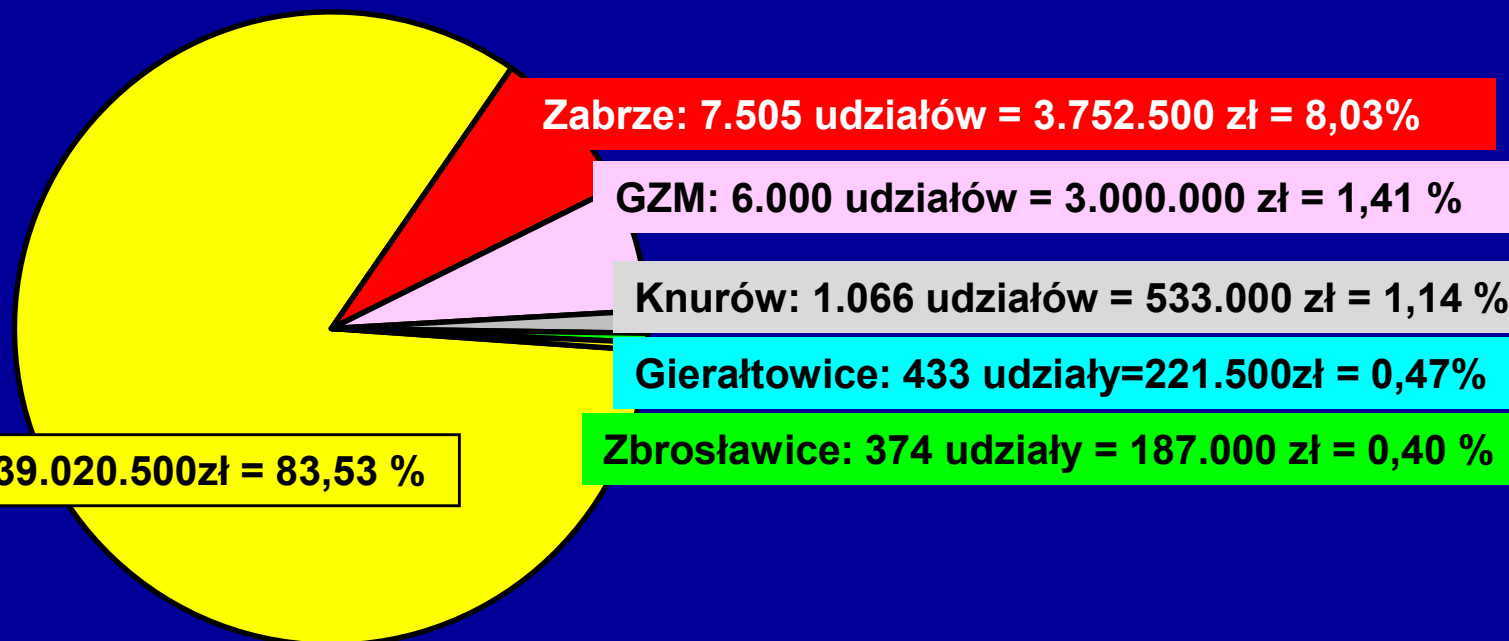 Zabrze: 7.505 udziałów = 3.752.500 zł = 8,03%
GZM: 6.000 udziałów = 3.000.000 zł = 1,41 %
Knurów: 1.066 udziałów = 533.000 zł = 1,14 %
Gierałtowice: 433 udziały=221.500zł = 0,47%
Zbrosławice: 374 udziały = 187.000 zł = 0,40 %
39.020.500zł = 83,53 %